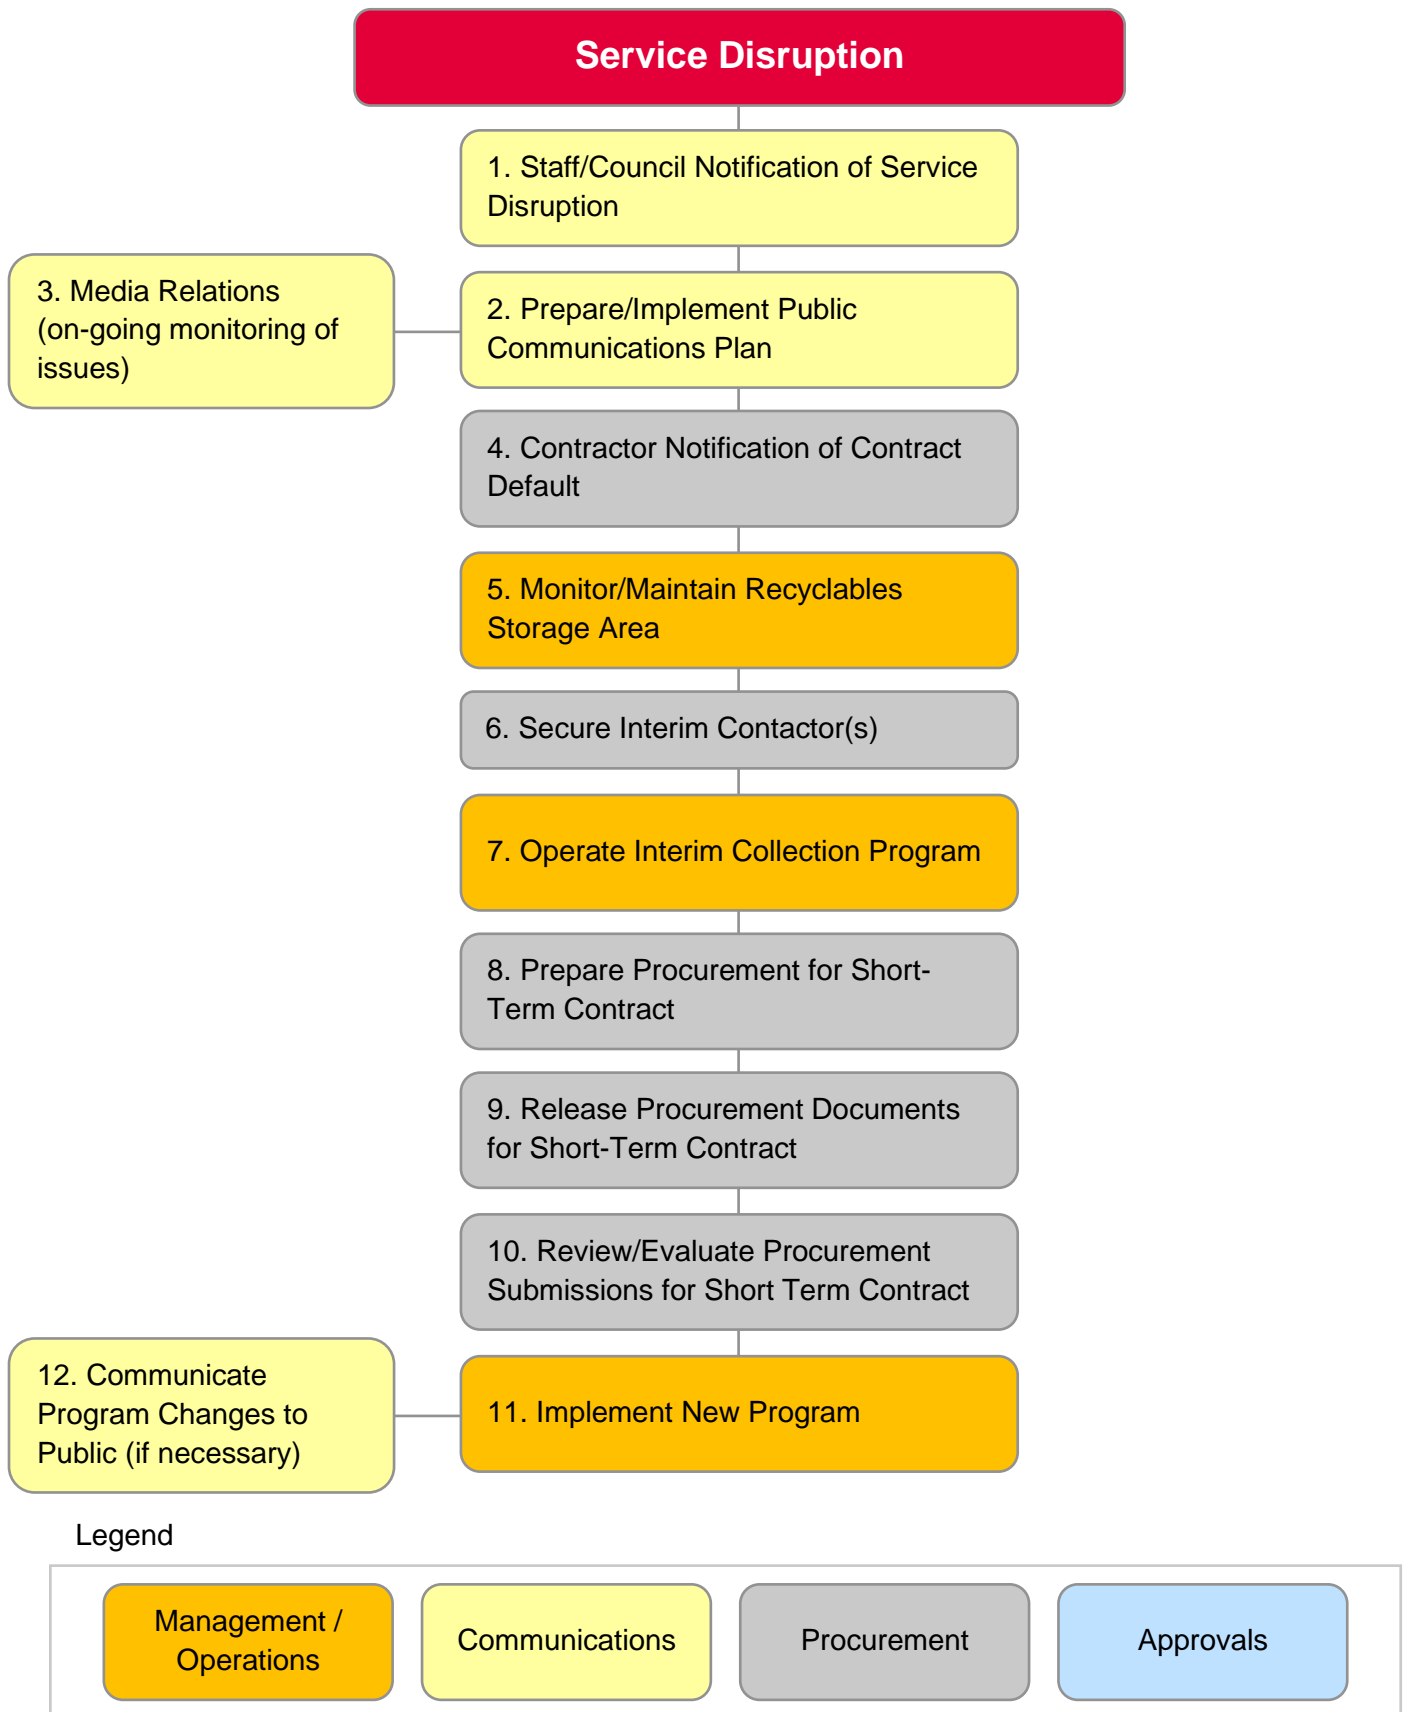 Service Disruption
1. Staff/Council Notification of Service
Disruption
3. Media Relations
(on-going monitoring of
issues)
2. Prepare/Implement Public
Communications Plan
4. Contractor Notification of Contract
Default
5. Monitor/Maintain Recyclables
Storage Area
6. Secure Interim Contactor(s)
7. Operate Interim Collection Program
8. Prepare Procurement for Short-
Term Contract
9. Release Procurement Documents
for Short-Term Contract
10. Review/Evaluate Procurement
Submissions for Short Term Contract
12. Communicate
Program Changes to
Public (if necessary)
11. Implement New Program
Legend
Management /
Operations
Communications
Procurement
Approvals